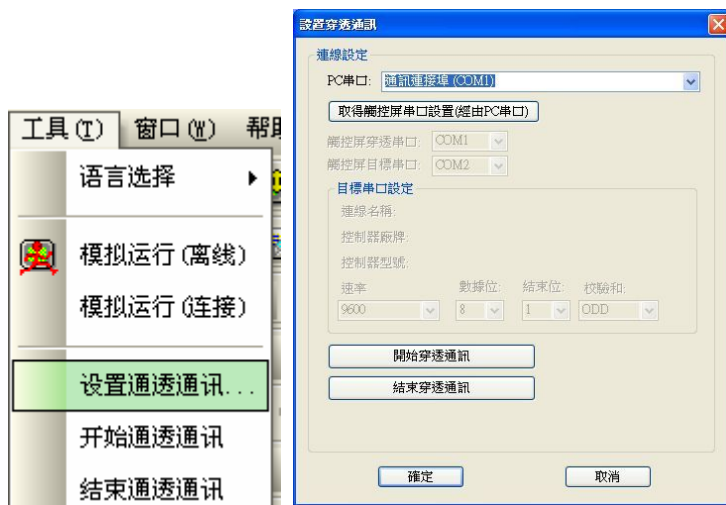 工具(T) 窗口(W) 帮助
语言选择
模拟运行(离线)
模拟运行(连接)
设置通透通讯...
开始通透通讯
结束通透通讯
設置穿透通訊
連線設定
PC串口: 通訊連接埠 (COM1)
取得觸控屏串口設置(經由PC串口)
觸控屏穿透串口: COM1
觸控屏目標串口: COM2
目標串口設定
連線名稱:
控制器廠牌:
控制器型號:
速率 數據位: 結束位: 校驗和:
9600 8 1 ODD
開始穿透通訊
結束穿透通訊
確定 取消